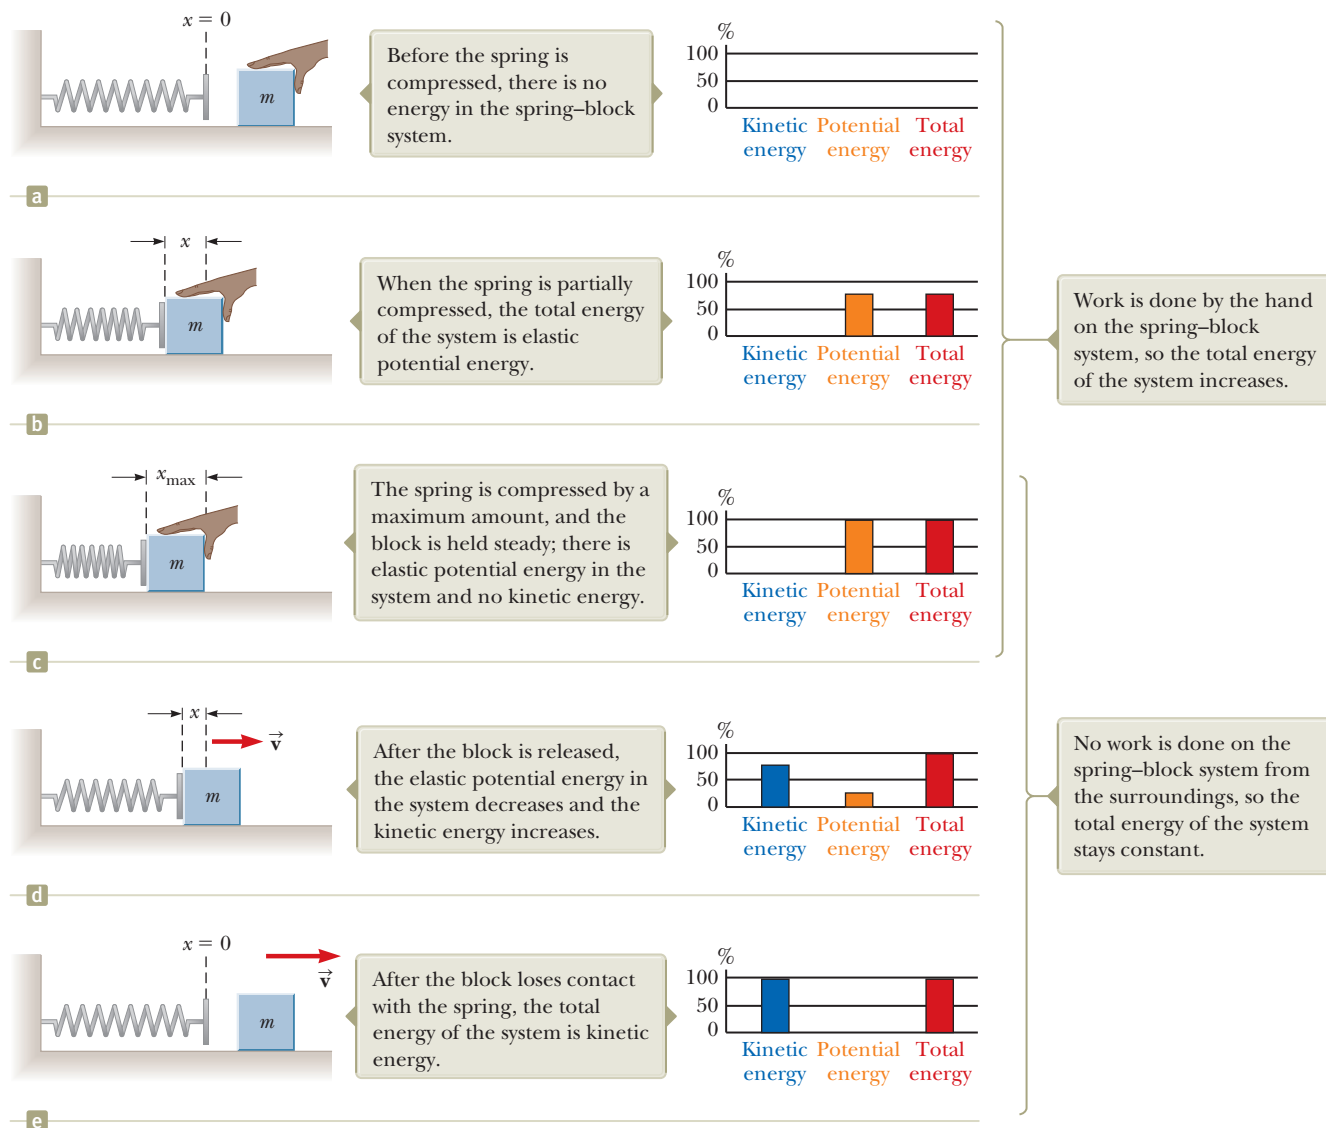 x = 0
m
Before the spring is
compressed, there is no
energy in the spring–block
system.
%
100
50
0
Kinetic Potential Total
energy energy energy
a
x
m
When the spring is partially
compressed, the total energy
of the system is elastic
potential energy.
%
100
50
0
Kinetic Potential Total
energy energy energy
b
Work is done by the hand
on the spring–block
system, so the total energy
of the system increases.
xmax
m
The spring is compressed by a
maximum amount, and the
block is held steady; there is
elastic potential energy in the
system and no kinetic energy.
%
100
50
0
Kinetic Potential Total
energy energy energy
c
x
v⃗
m
After the block is released,
the elastic potential energy in
the system decreases and the
kinetic energy increases.
%
100
50
0
Kinetic Potential Total
energy energy energy
d
No work is done on the
spring–block system from
the surroundings, so the
total energy of the system
stays constant.
x = 0
v⃗
m
After the block loses contact
with the spring, the total
energy of the system is kinetic
energy.
%
100
50
0
Kinetic Potential Total
energy energy energy
e